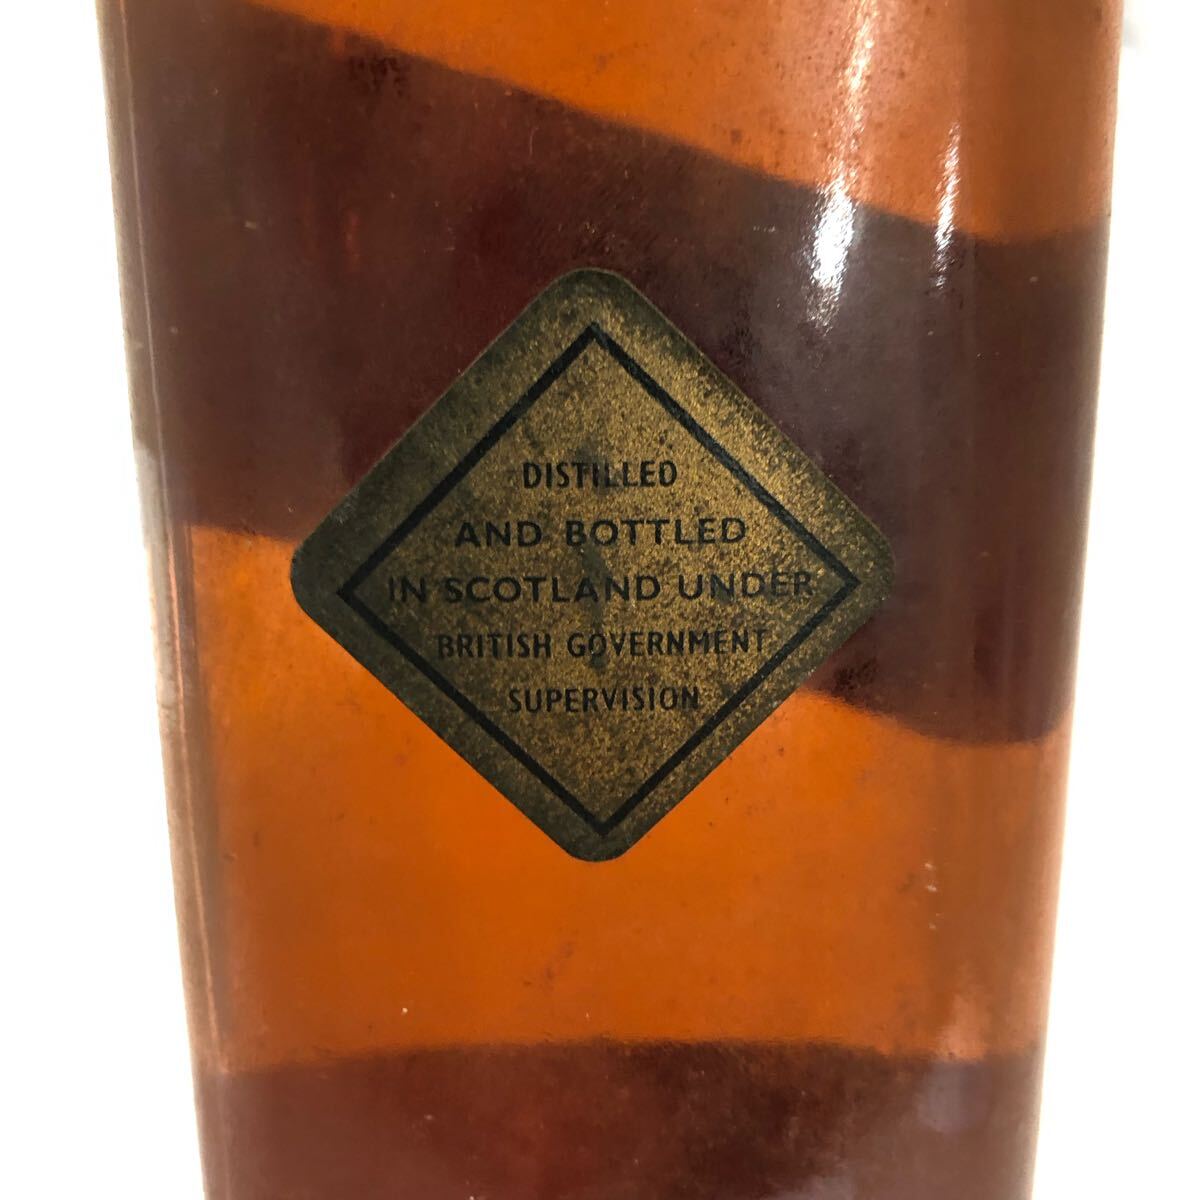 DISTILLED
AND BOTTLED
IN SCOTLAND UNDER
BRITISH GOVERNMENT
SUPERVISION